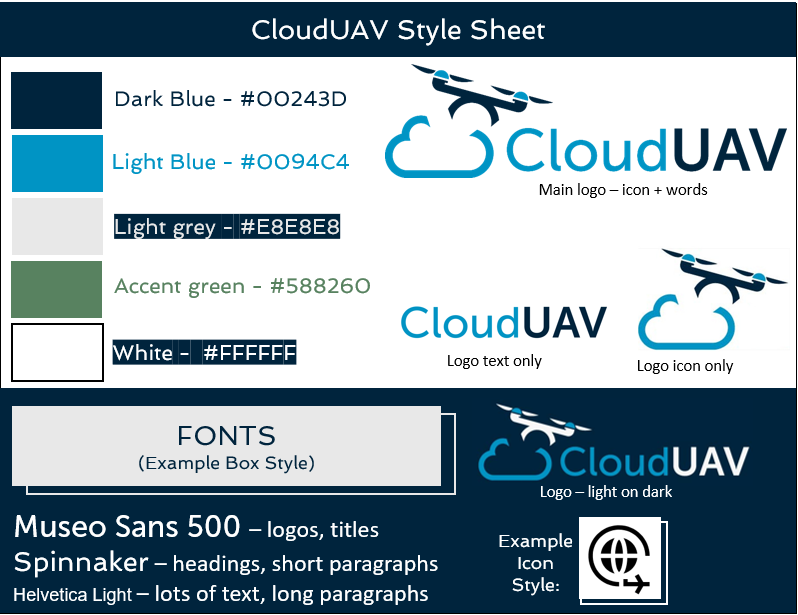 CloudUAV Style Sheet
Dark Blue - #00243D
Light Blue - #0094C4
Light grey - #E8E8E8
Accent green - #588260
White - #FFFFFF
CloudUAV
Main logo – icon + words
CloudUAV
Logo text only
Logo icon only
FONTS
(Example Box Style)
CloudUAV
Logo – light on dark
Museo Sans 500 – logos, titles
Spinnaker – headings, short paragraphs
Helvetica Light – lots of text, long paragraphs
Example
Icon
Style: